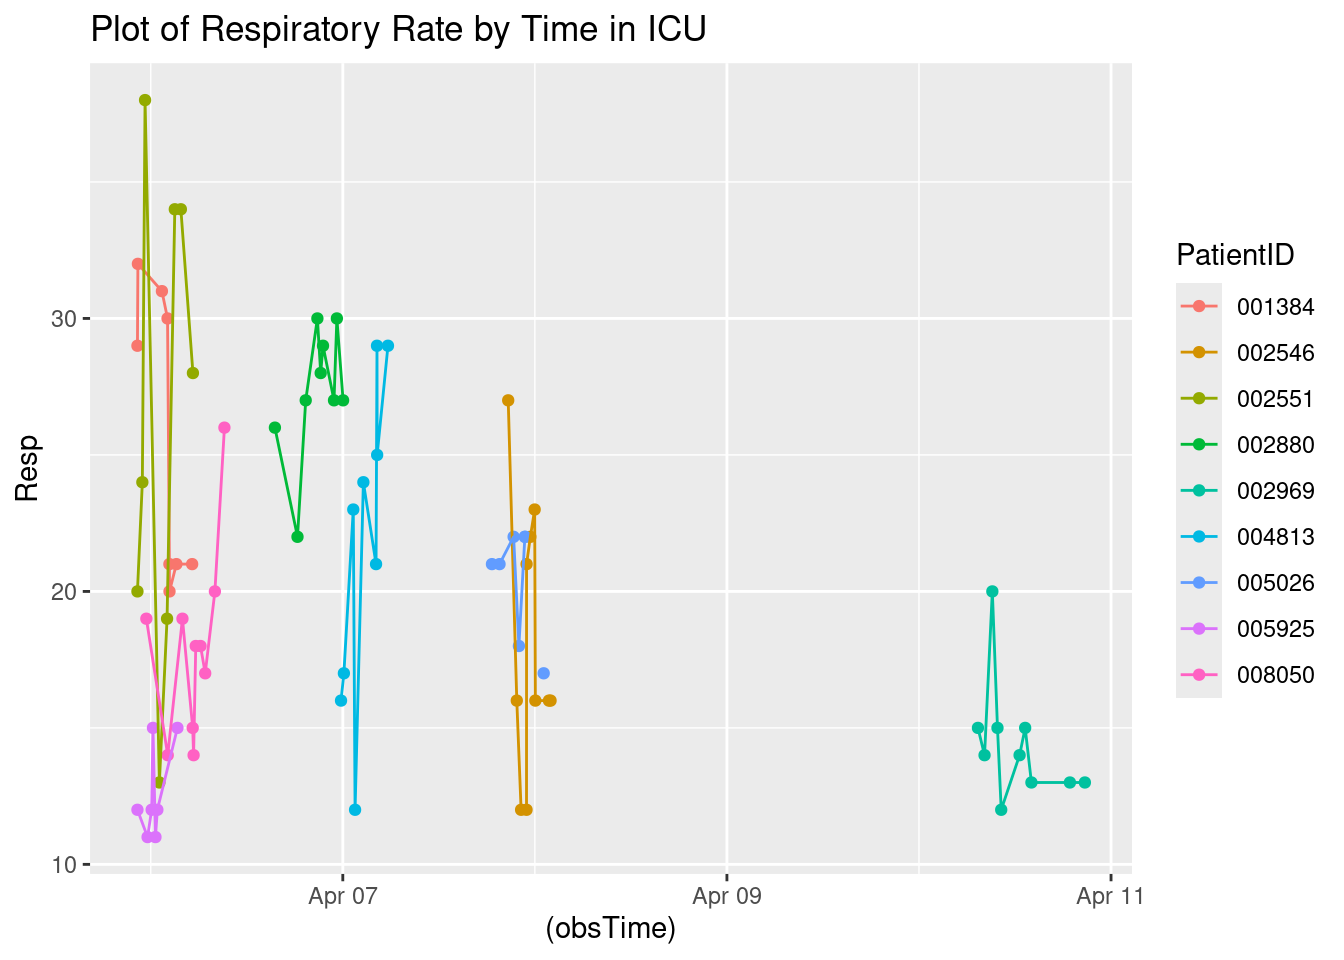 Plot of Respiratory Rate by Time in ICU
Resp
30
20
10
Apr 07
Apr 09
Apr 11
(obsTime)
PatientID
001384
002546
002551
002880
002969
004813
005026
005925
008050